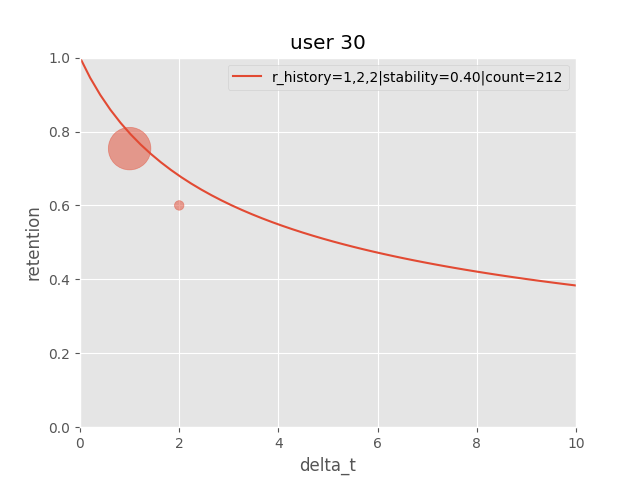 user 30
r_history=1,2,2|stability=0.40|count=212
1.0
0.8
0.6
0.4
0.2
0.0
retention
0 2 4 6 8 10
delta_t